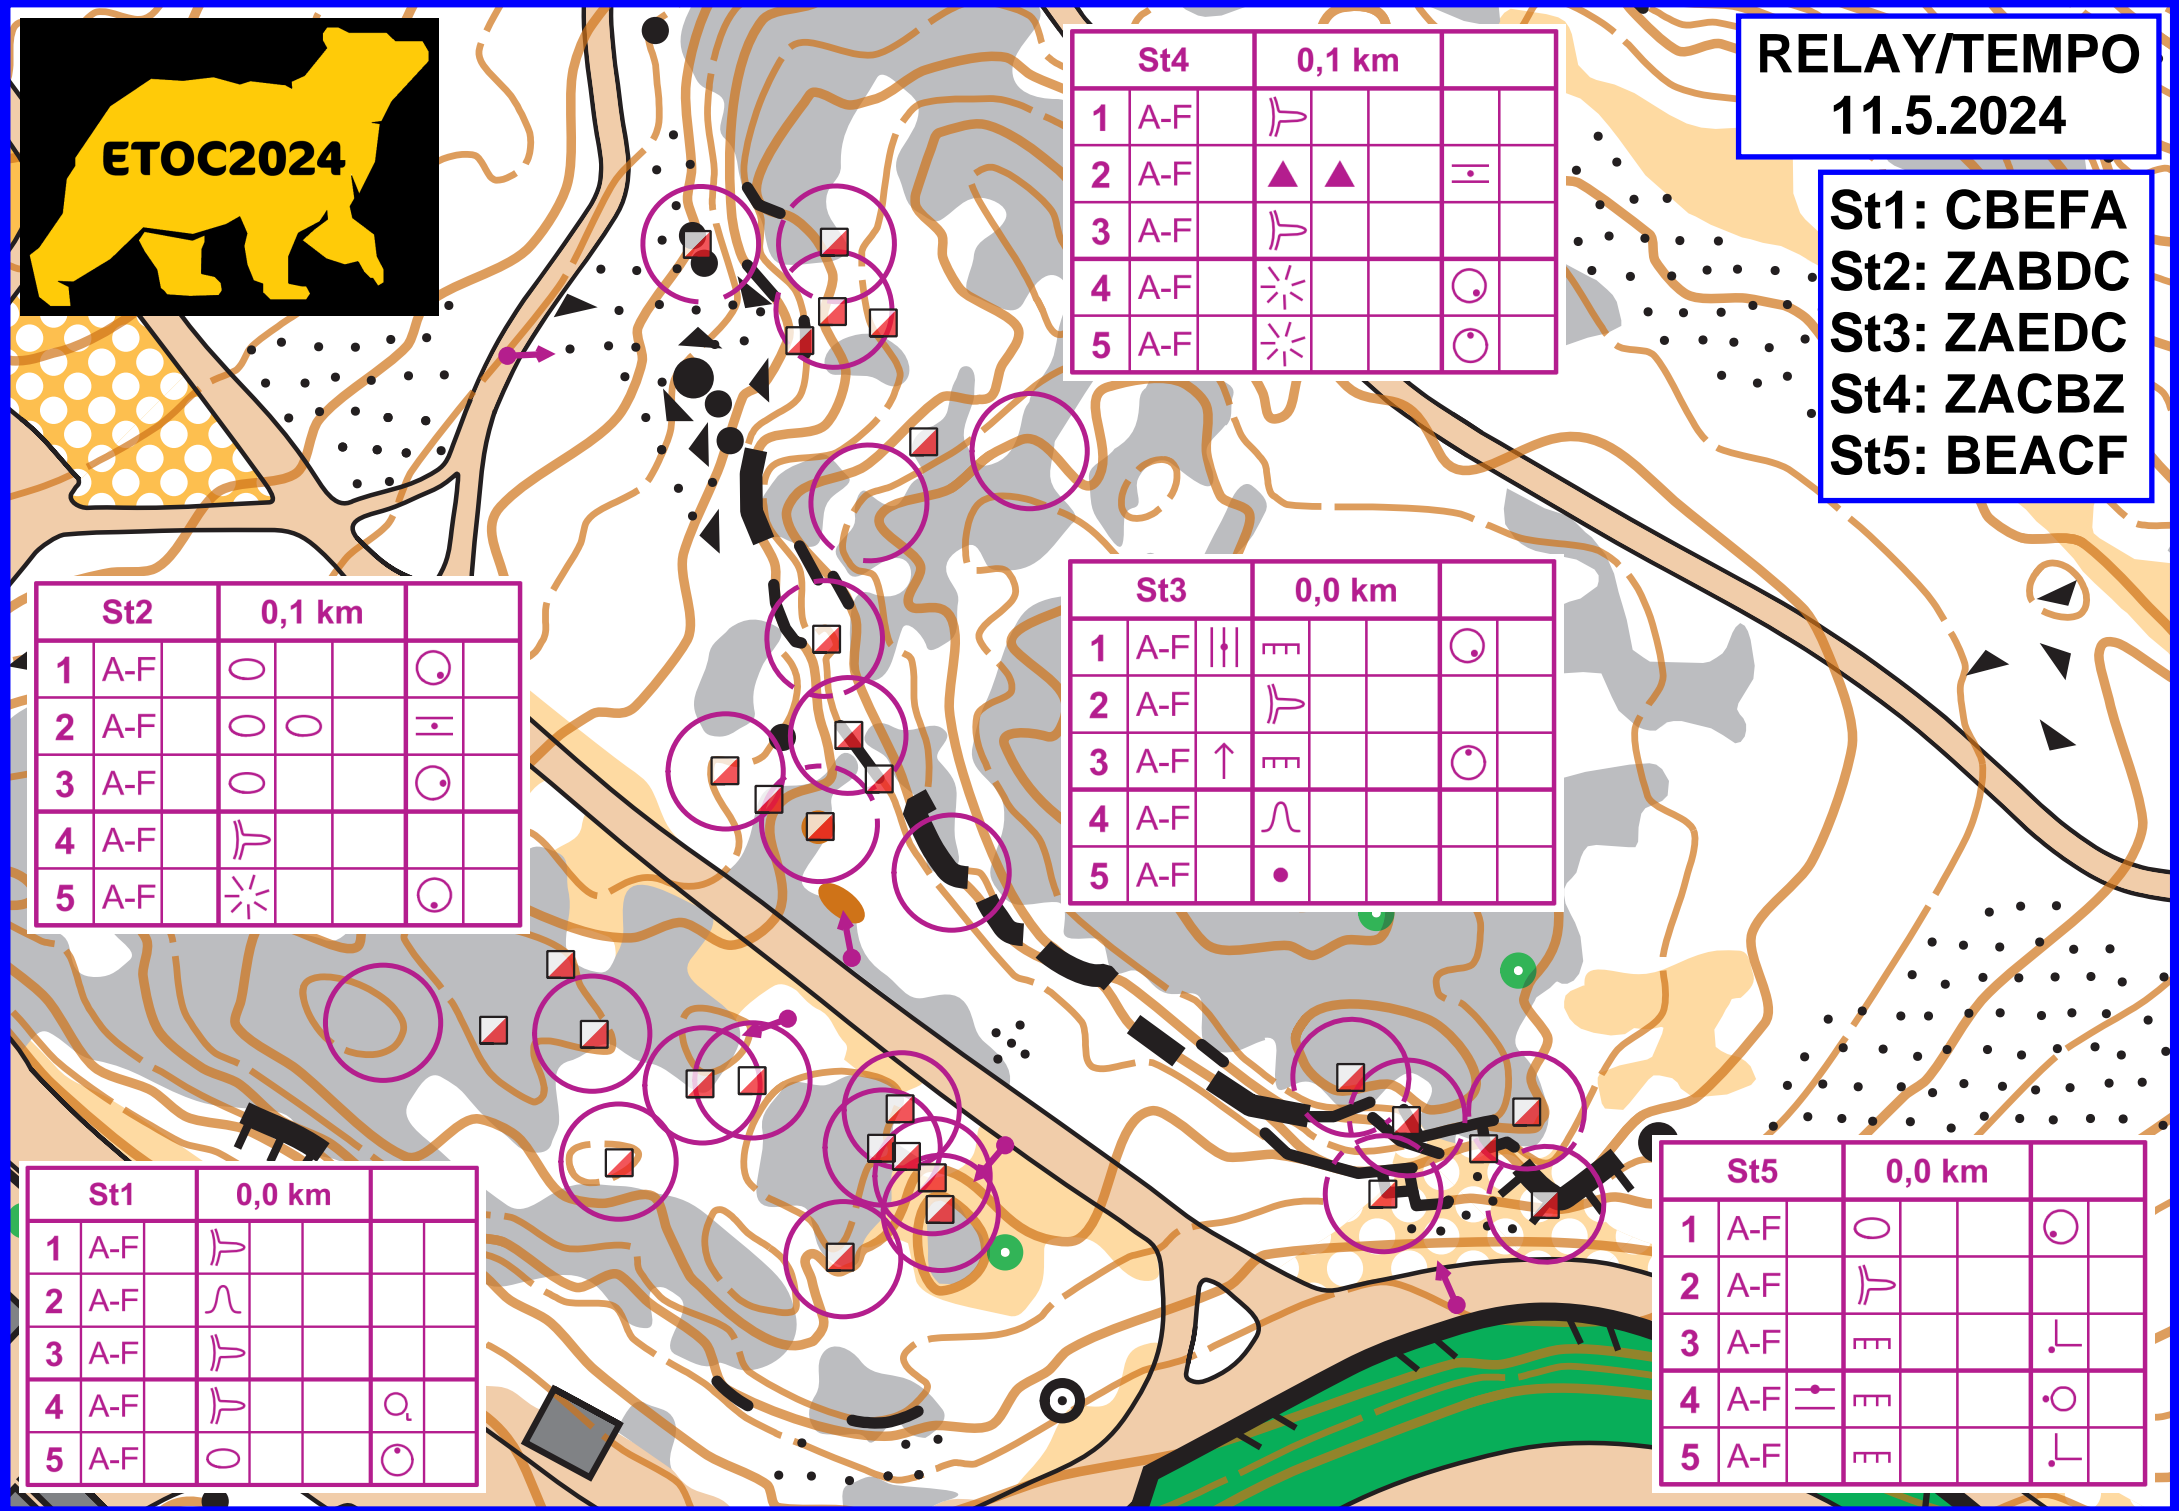 ETOC2024
RELAY/TEMPO
11.5.2024
St1: CBEFA
St2: ZABDC
St3: ZAEDC
St4: ZACBZ
St5: BEACF
St4 0,1 km
1 A-F
2 A-F
3 A-F
4 A-F
5 A-F
St2 0,1 km
1 A-F
2 A-F
3 A-F
4 A-F
5 A-F
St3 0,0 km
1 A-F
2 A-F
3 A-F
4 A-F
5 A-F
St1 0,0 km
1 A-F
2 A-F
3 A-F
4 A-F
5 A-F
St5 0,0 km
1 A-F
2 A-F
3 A-F
4 A-F
5 A-F